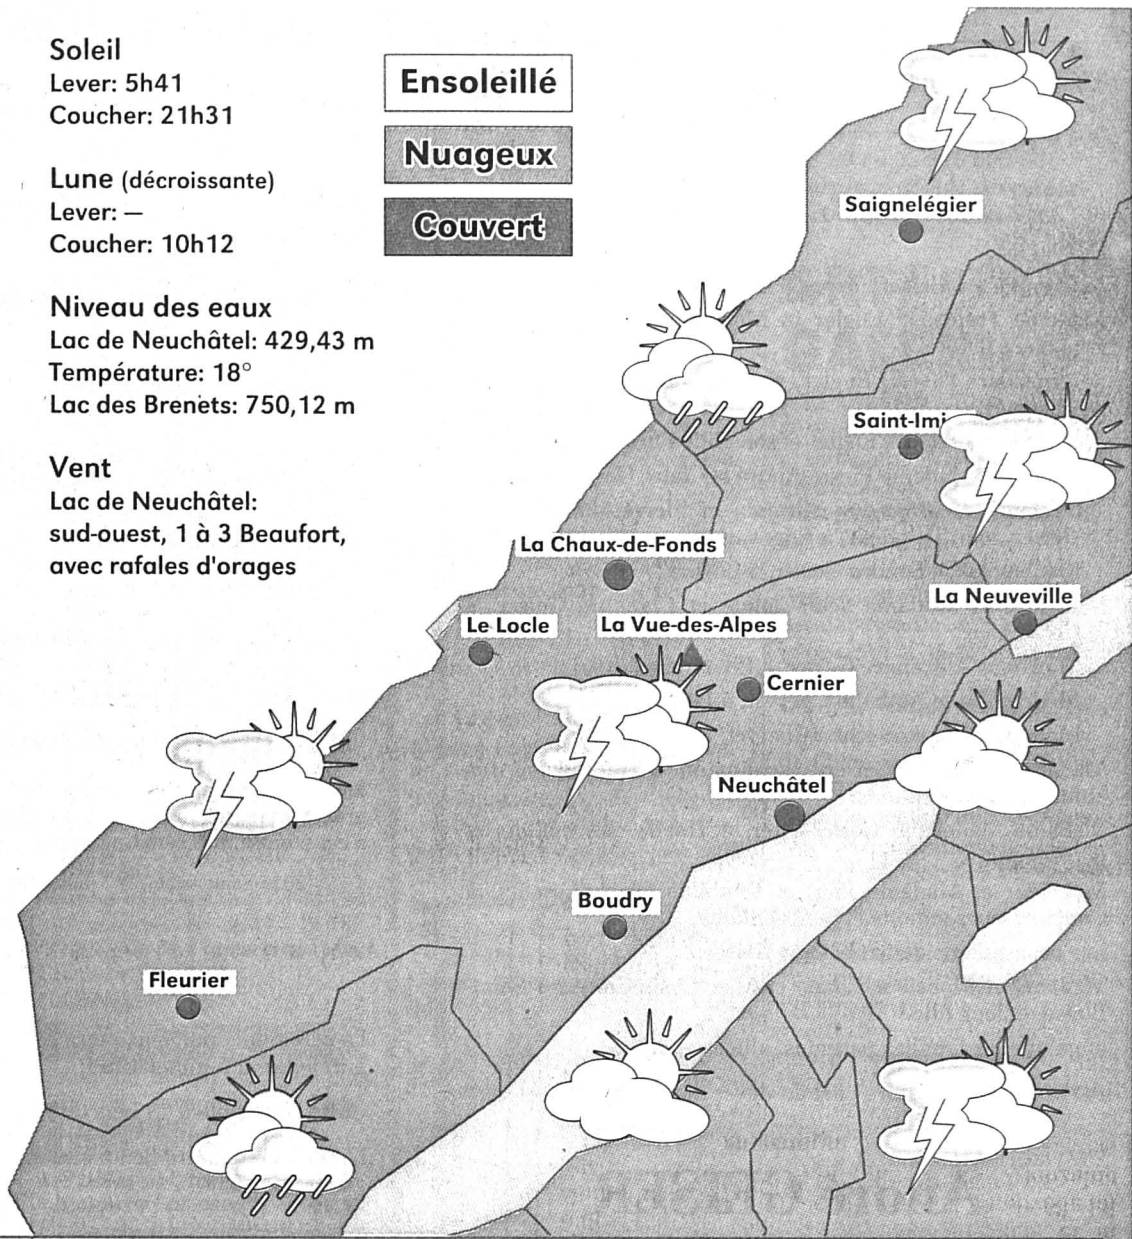 Soleil
Lever: 5h41
Coucher: 21h31
Lune (décroissante)
Lever: —
Coucher: 10h12
Niveau des eaux
Lac de Neuchâtel: 429,43 m
Température: 18°
Lac des Brenets: 750,12 m
Vent
Lac de Neuchâtel:
sud-ouest, 1 à 3 Beaufort,
avec rafales d'orages
Ensoleillé
Nuageux
Couvert
Saignelégier
Saint-Imi
La Chaux-de-Fonds
La Neuveville
Le Locle
La Vue-des-Alpes
Cernier
Neuchâtel
Boudry
Fleurier